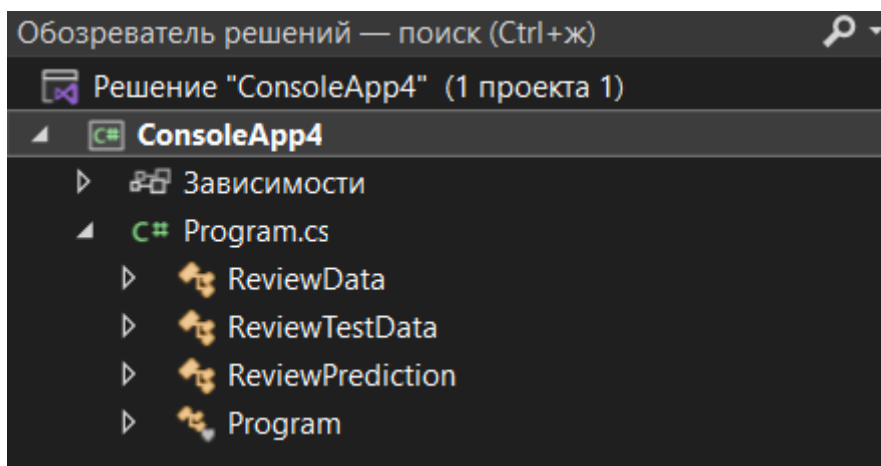 Обозреватель решений — поиск (Ctrl+ж)
Решение "ConsoleApp4" (1 проекта 1)
C# ConsoleApp4
Зависимости
C# Program.cs
ReviewData
ReviewTestData
ReviewPrediction
Program